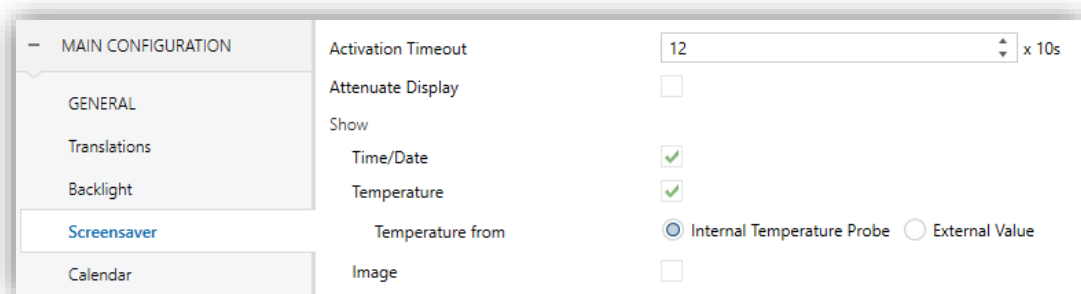 MAIN CONFIGURATION
GENERAL
Translations
Backlight
Screensaver
Calendar
Activation Timeout 12 x 10s
Attenuate Display
Show
Time/Date
Temperature
Temperature from Internal Temperature Probe External Value
Image